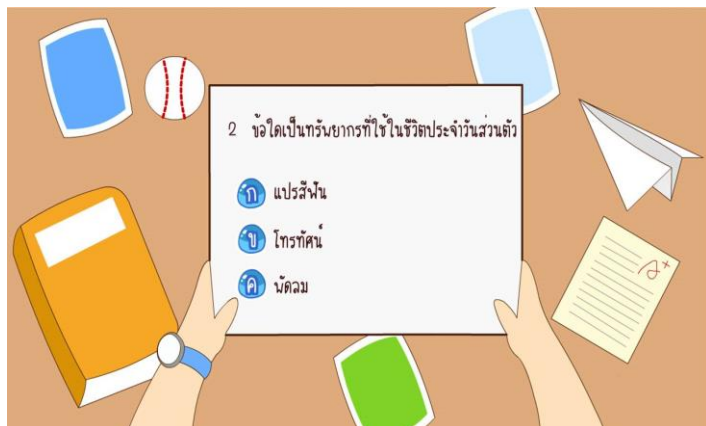 2 ข้อใดเป็นทรัพยากรที่ใช้ในชีวิตประจำวันส่วนตัว
ก แปรสีฟัน
ข โทรทัศน์
ค พัดลม
A+